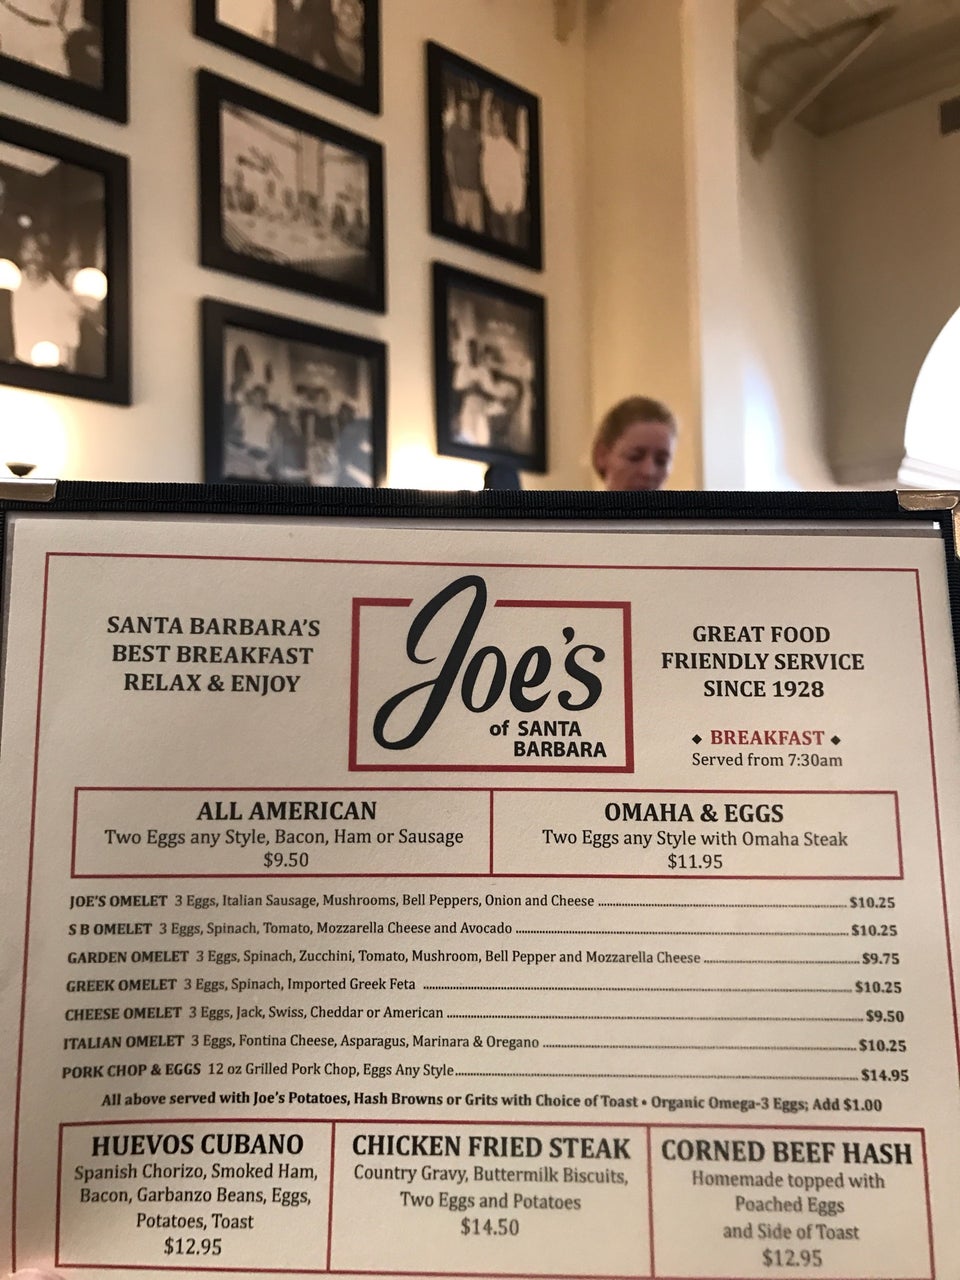 SANTA BARBARA'S
BEST BREAKFAST
RELAX & ENJOY
Joe's
of SANTA
BARBARA
GREAT FOOD
FRIENDLY SERVICE
SINCE 1928
◆ BREAKFAST ◆
Served from 7:30am
ALL AMERICAN
Two Eggs any Style, Bacon, Ham or Sausage
$9.50
OMAHA & EGGS
Two Eggs any Style with Omaha Steak
$11.95
JOE'S OMELET 3 Eggs, Italian Sausage, Mushrooms, Bell Peppers, Onion and Cheese $10.25
S B OMELET 3 Eggs, Spinach, Tomato, Mozzarella Cheese and Avocado $10.25
GARDEN OMELET 3 Eggs, Spinach, Zucchini, Tomato, Mushroom, Bell Pepper and Mozzarella Cheese $9.75
GREEK OMELET 3 Eggs, Spinach, Imported Greek Feta $10.25
CHEESE OMELET 3 Eggs, Jack, Swiss, Cheddar or American $9.50
ITALIAN OMELET 3 Eggs, Fontina Cheese, Asparagus, Marinara & Oregano $10.25
PORK CHOP & EGGS 12 oz Grilled Pork Chop, Eggs Any Style $14.95
All above served with Joe's Potatoes, Hash Browns or Grits with Choice of Toast • Organic Omega-3 Eggs; Add $1.00
HUEVOS CUBANO
Spanish Chorizo, Smoked Ham,
Bacon, Garbanzo Beans, Eggs,
Potatoes, Toast
$12.95
CHICKEN FRIED STEAK
Country Gravy, Buttermilk Biscuits,
Two Eggs and Potatoes
$14.50
CORNED BEEF HASH
Homemade topped with
Poached Eggs
and Side of Toast
$12.95